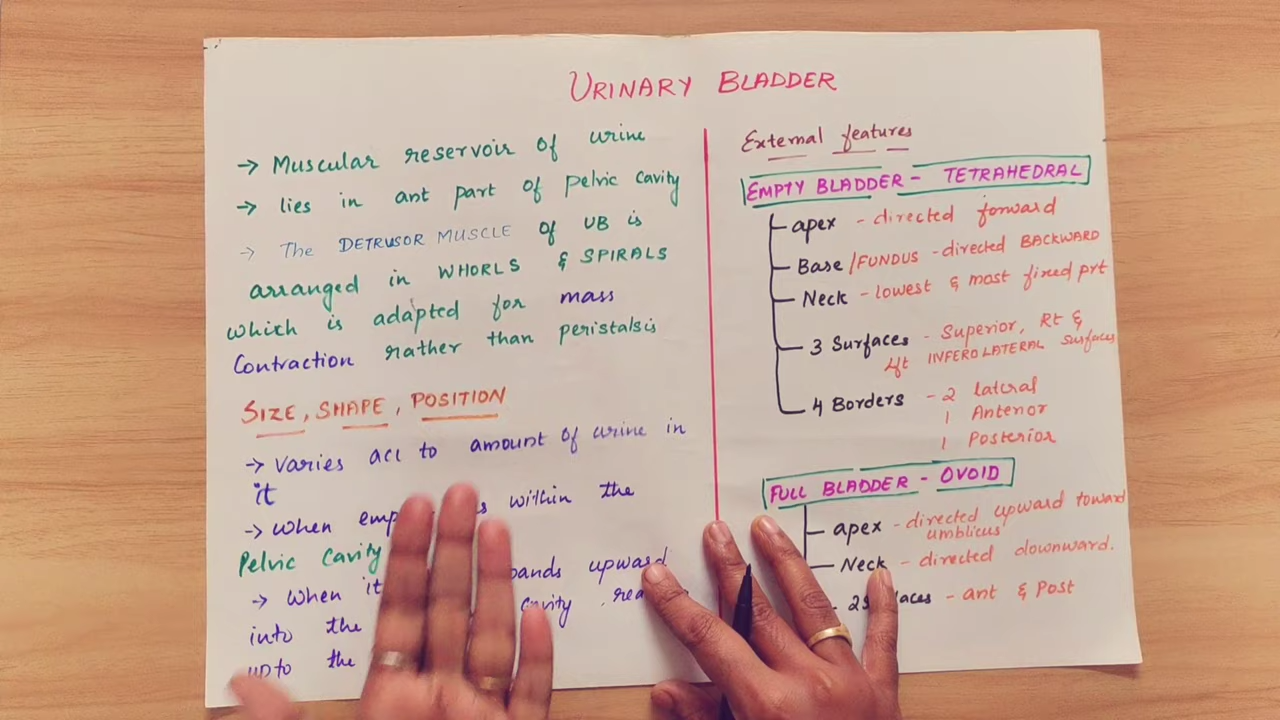 URINARY BLADDER
→ Muscular reservoir of urine
→ lies in ant part of pelvic cavity
→ The DETRUSOR MUSCLE of UB is
arranged in WHORLS & SPIRALS
which is adapted for mass
Contraction rather than peristalsis
SIZE, SHAPE, POSITION
→ varies acc to amount of urine in
it
→ when within the
Pelvic Cavity
→ when it upward
into the cavity
upto the
External features
EMPTY BLADDER - TETRAHEDRAL
apex - directed forward
Base/FUNDUS - directed BACKWARD
Neck - lowest & most fixed prt
3 Surfaces - Superior, Rt &
Lft INFEROLATERAL surfaces
4 Borders - 2 lateral
1 Anterior
1 Posterior
FULL BLADDER - OVOID
apex - directed upward toward
umblicus
Neck - directed downward.
- ant & Post